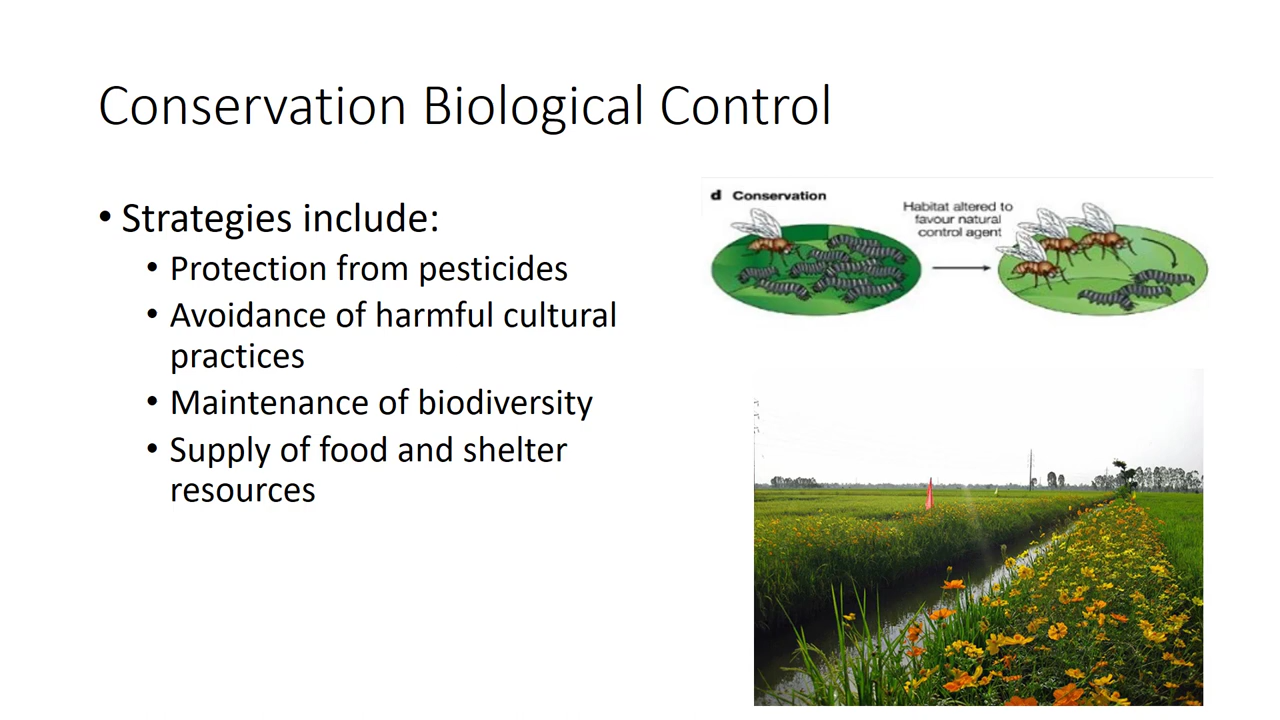 Conservation Biological Control
• Strategies include:
• Protection from pesticides
• Avoidance of harmful cultural
practices
• Maintenance of biodiversity
• Supply of food and shelter
resources
d Conservation
Habitat altered to
favour natural
control agent